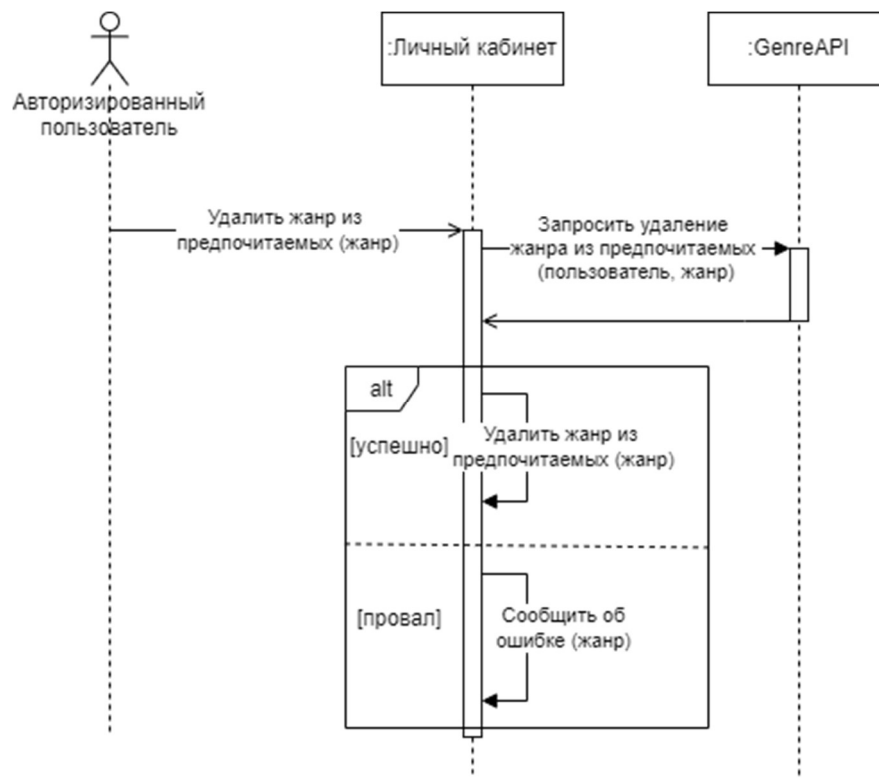 :Личный кабинет
:GenreAPI
Авторизированный
пользователь
Удалить жанр из
предпочитаемых (жанр)
Запросить удаление
жанра из предпочитаемых
(пользователь, жанр)
alt
[успешно]
Удалить жанр из
предпочитаемых (жанр)
[провал]
Сообщить об
ошибке (жанр)